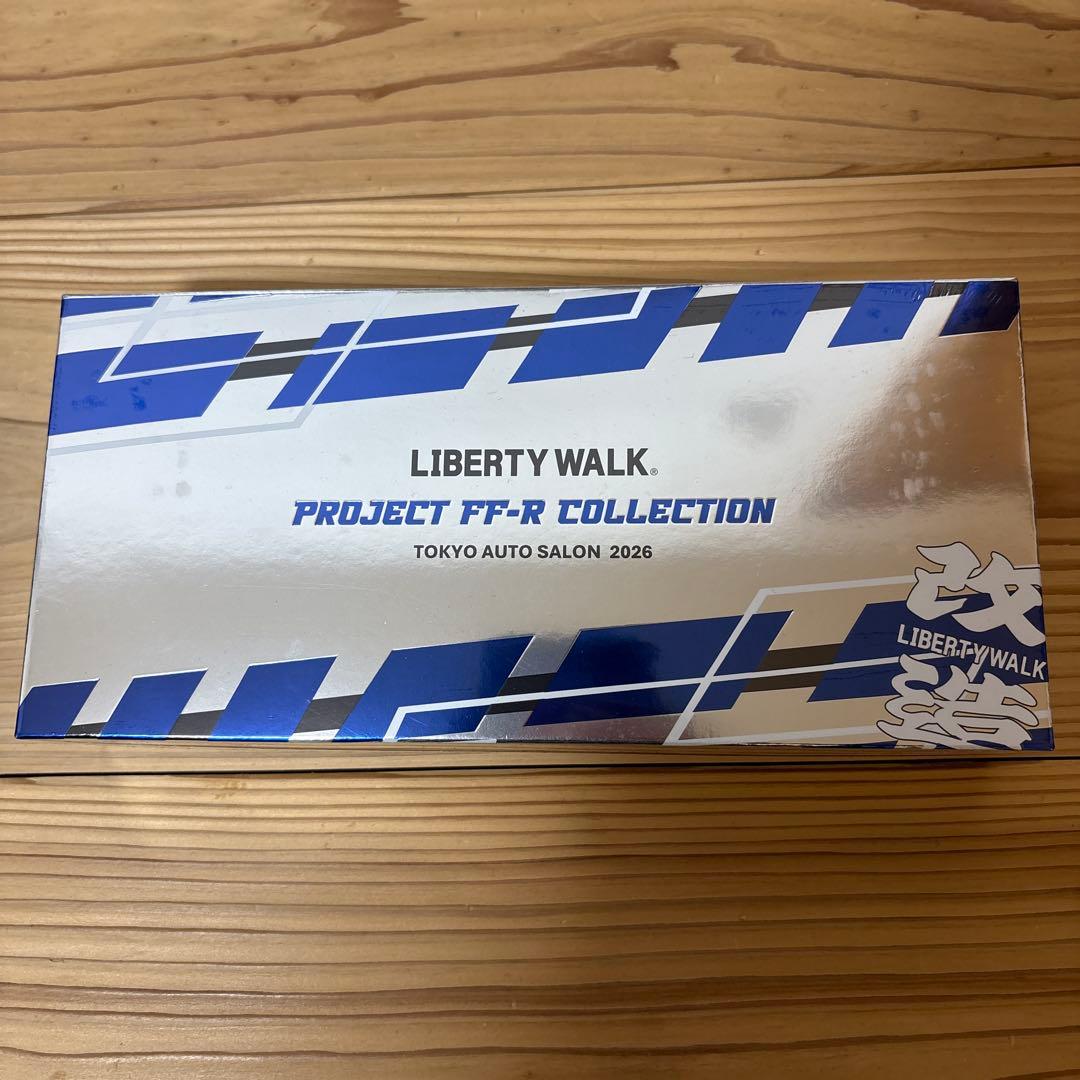 LIBERTY WALK®
PROJECT FF-R COLLECTION
TOKYO AUTO SALON 2026
改
LIBERTY WALK
造